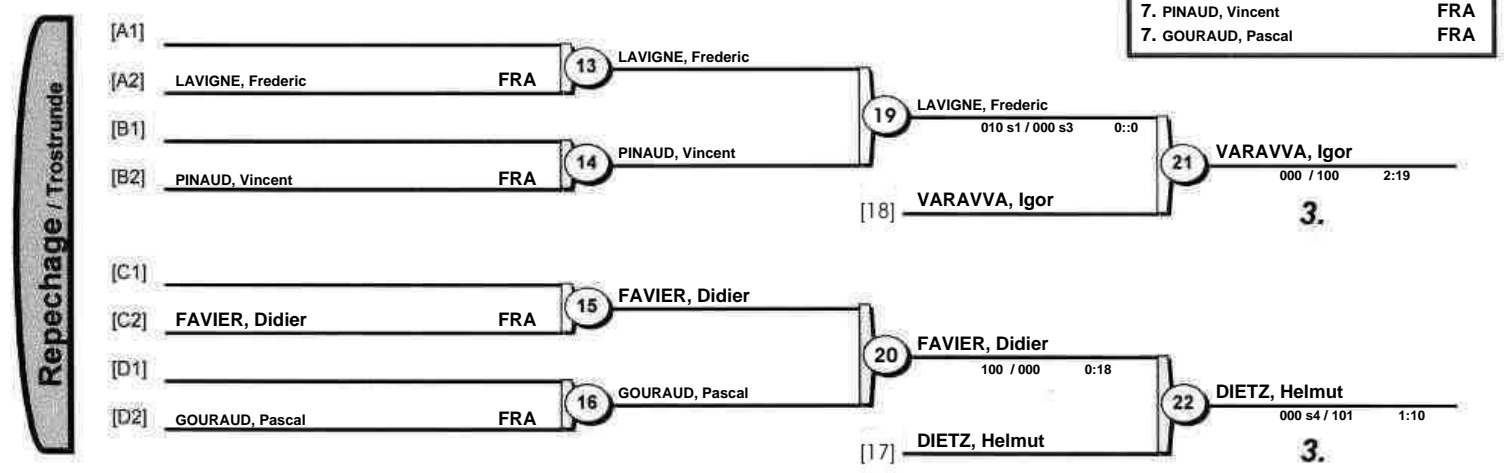 7. PINAUD, Vincent FRA
7. GOURAUD, Pascal FRA
Repechage / Trostrunde
[A1]
13 LAVIGNE, Frederic
[A2] LAVIGNE, Frederic FRA
19 LAVIGNE, Frederic
010 s1 / 000 s3 0::0
[B1]
14 PINAUD, Vincent
[B2] PINAUD, Vincent FRA
21 VARAVVA, Igor
000 / 100 2:19
[18] VARAVVA, Igor
3.
[C1]
15 FAVIER, Didier
[C2] FAVIER, Didier FRA
20 FAVIER, Didier
100 / 000 0:18
[D1]
16 GOURAUD, Pascal
[D2] GOURAUD, Pascal FRA
22 DIETZ, Helmut
000 s4 / 101 1:10
[17] DIETZ, Helmut
3.